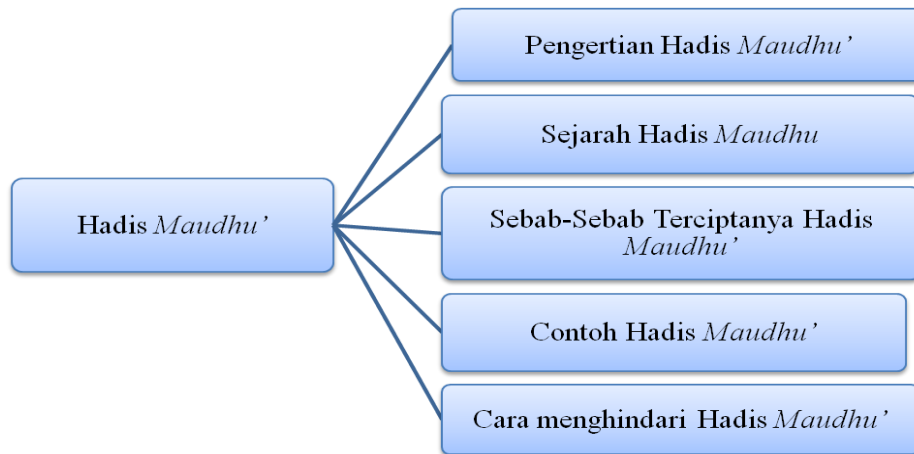 Hadis Maudhu’
Pengertian Hadis Maudhu’
Sejarah Hadis Maudhu
Sebab-Sebab Terciptanya Hadis
Maudhu’
Contoh Hadis Maudhu’
Cara menghindari Hadis Maudhu’